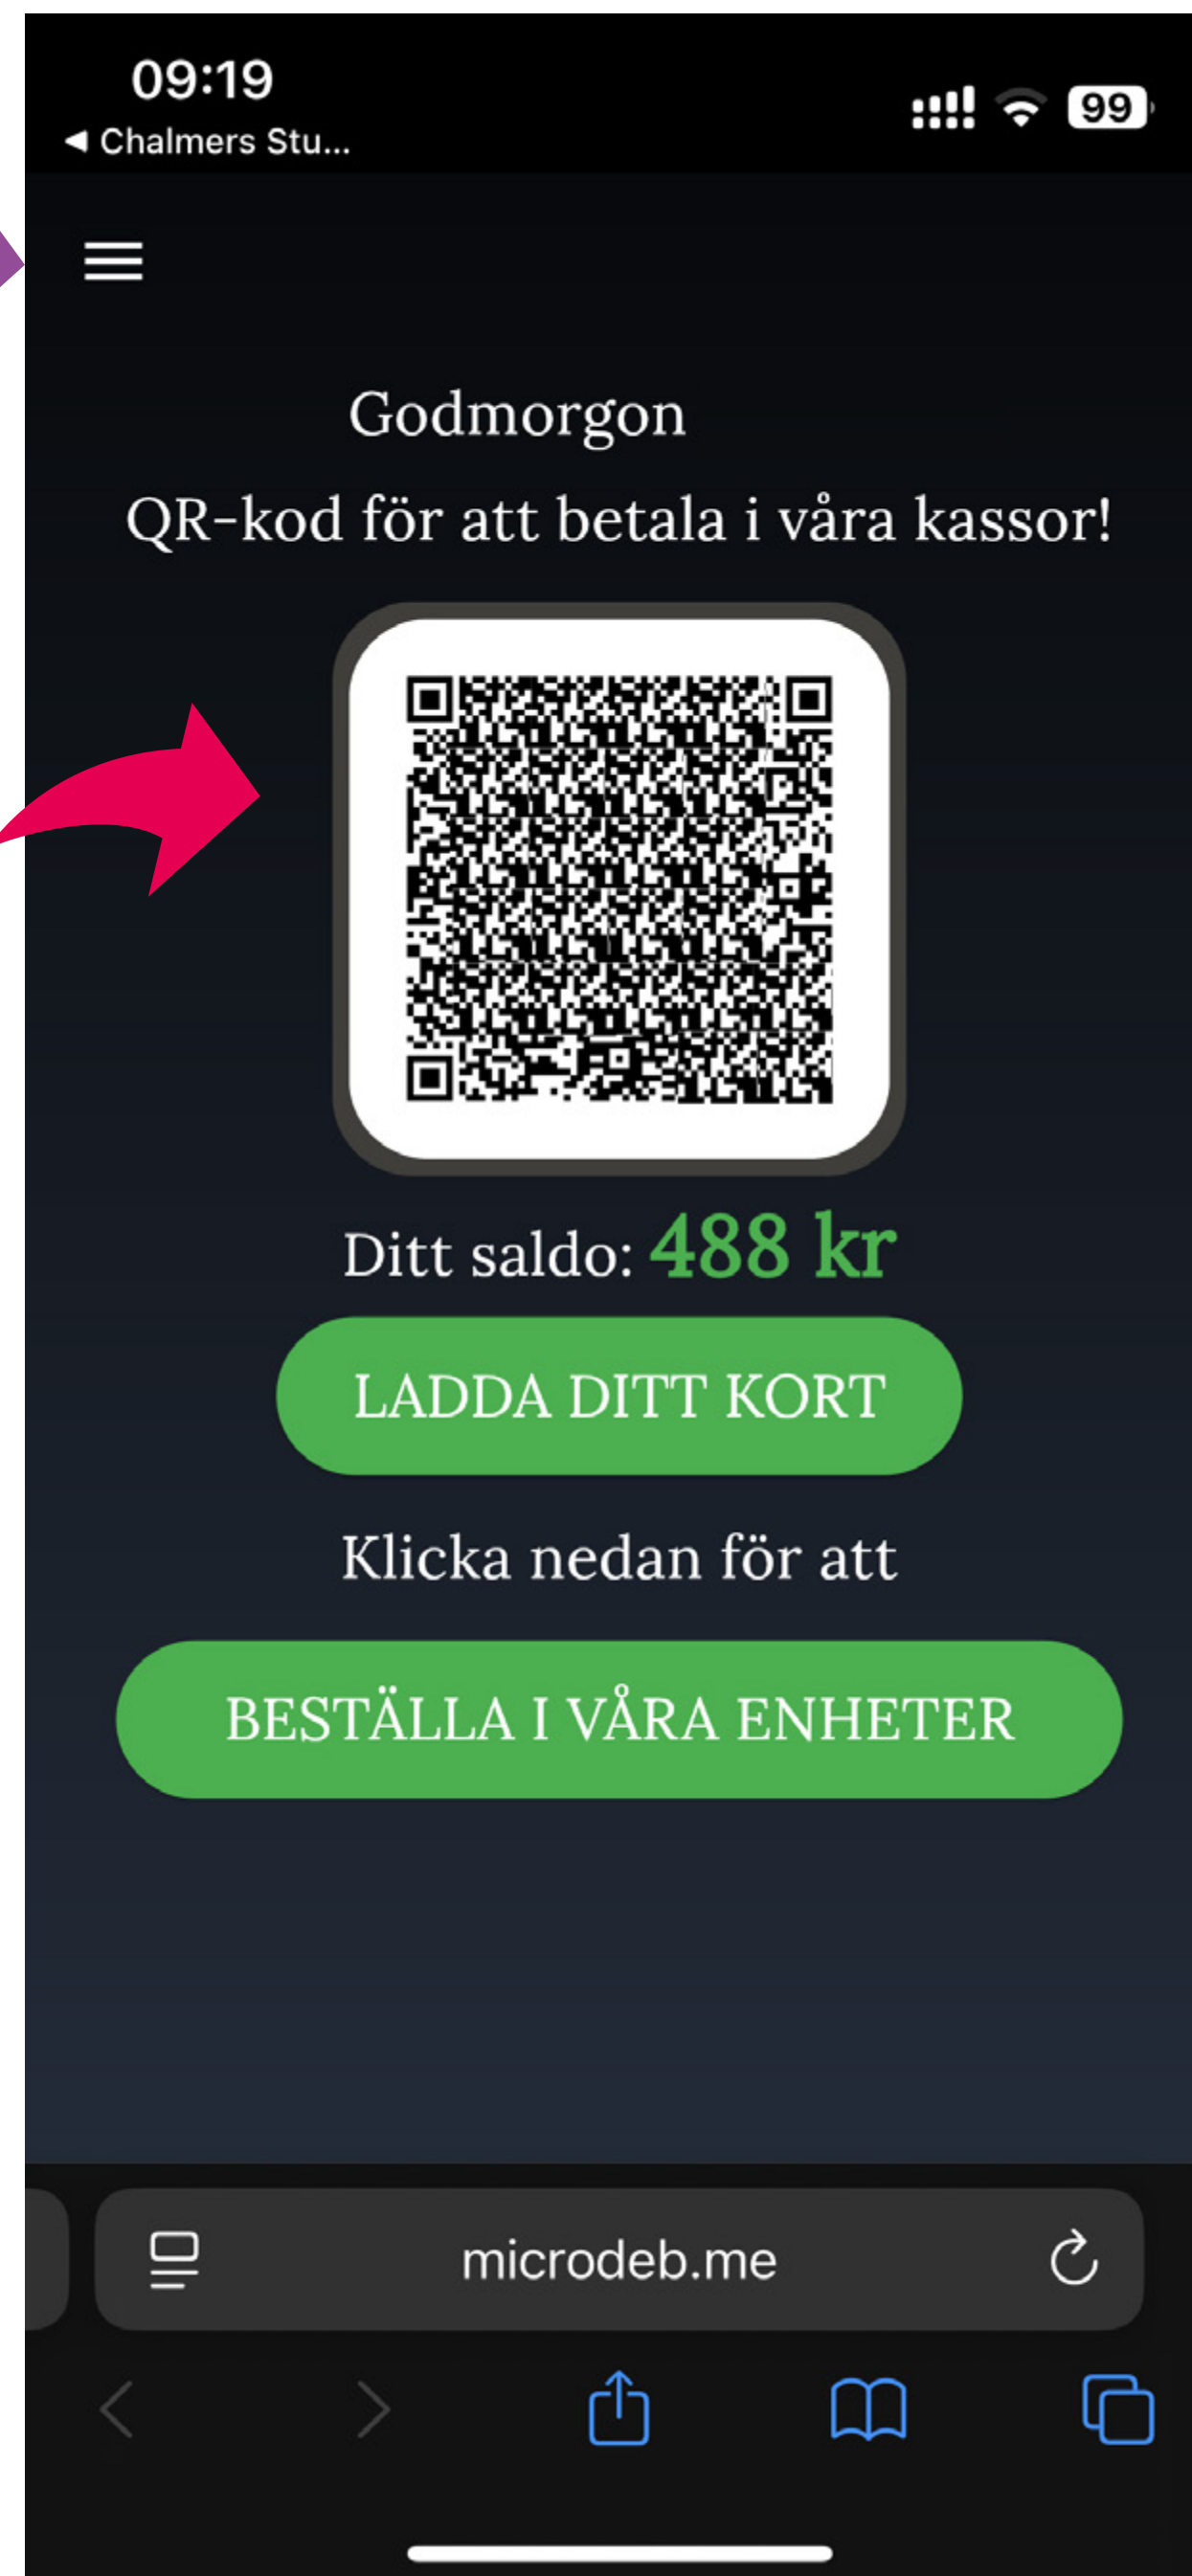 09:19
◀ Chalmers Stu...
99
Godmorgon
QR-kod för att betala i våra kassor!
Ditt saldo: 488 kr
LADDA DITT KORT
Klicka nedan för att
BESTÄLLA I VÅRA ENHETER
microdeb.me